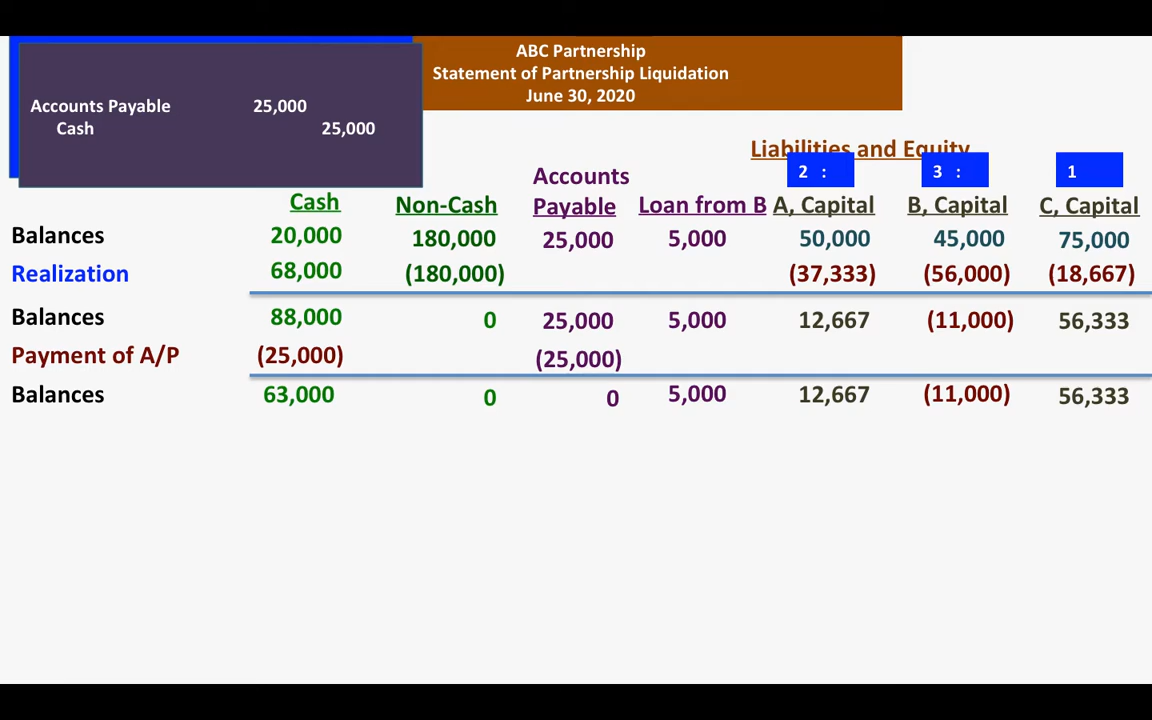 ABC Partnership
Statement of Partnership Liquidation
June 30, 2020
Accounts Payable 25,000
Cash 25,000
Liabilities and Equity
2 : 3 : 1
Cash Non-Cash Accounts Payable Loan from B A, Capital B, Capital C, Capital
Balances 20,000 180,000 25,000 5,000 50,000 45,000 75,000
Realization 68,000 (180,000) (37,333) (56,000) (18,667)
Balances 88,000 0 25,000 5,000 12,667 (11,000) 56,333
Payment of A/P (25,000) (25,000)
Balances 63,000 0 0 5,000 12,667 (11,000) 56,333